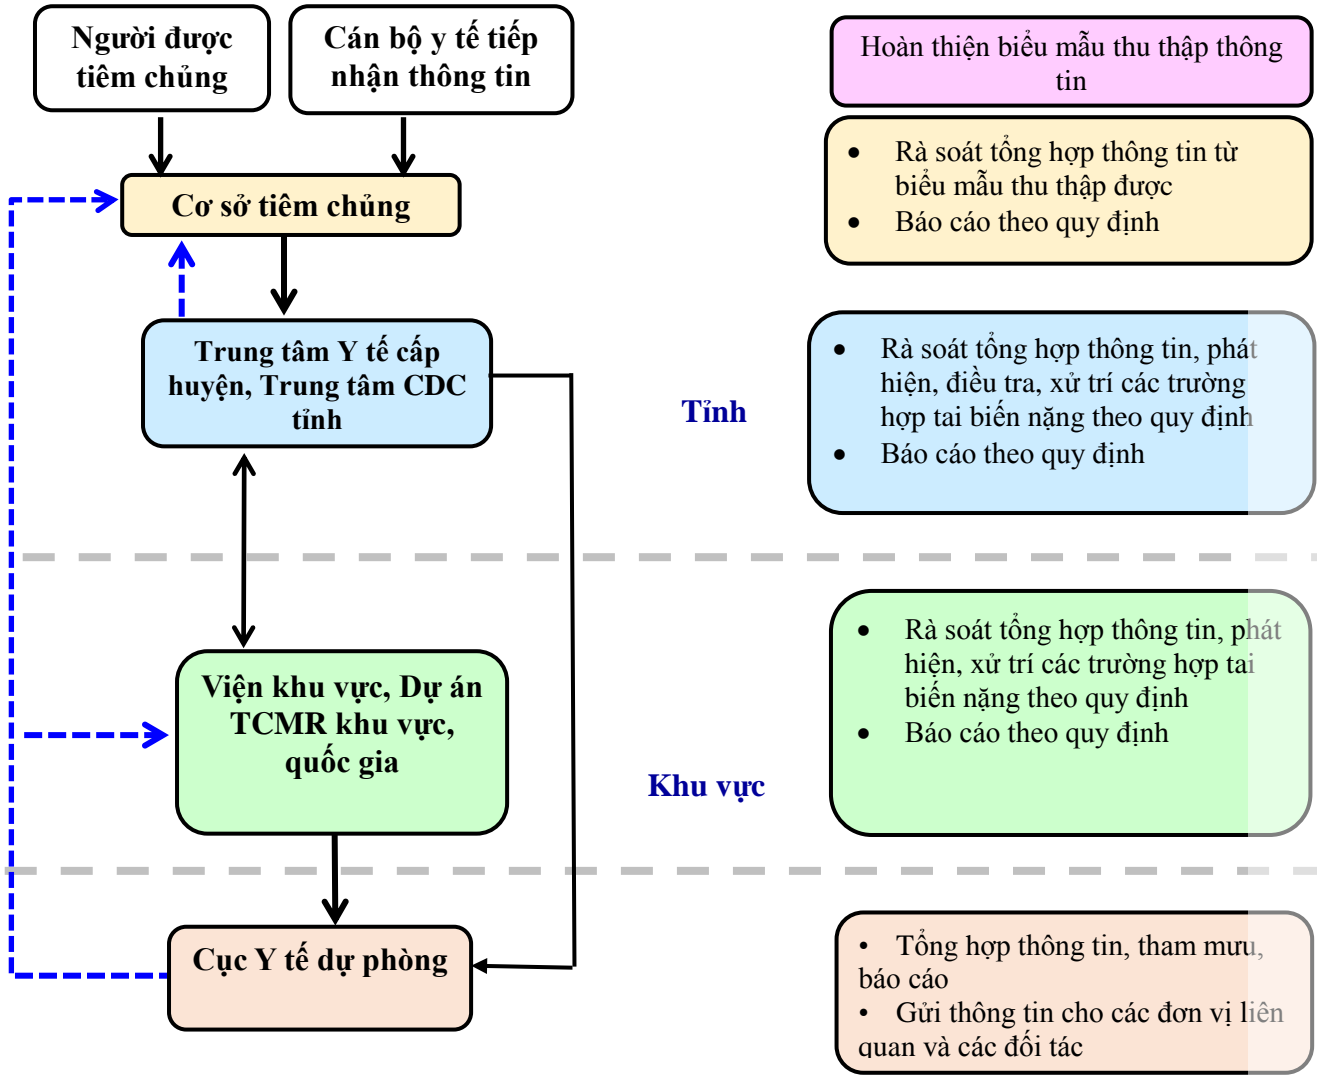 Người được
tiêm chủng
Cán bộ y tế tiếp
nhận thông tin
Hoàn thiện biểu mẫu thu thập thông
tin
• Rà soát tổng hợp thông tin từ
biểu mẫu thu thập được
• Báo cáo theo quy định
Cơ sở tiêm chủng
Trung tâm Y tế cấp
huyện, Trung tâm CDC
tỉnh
Tỉnh
• Rà soát tổng hợp thông tin, phát
hiện, điều tra, xử trí các trường
hợp tai biến nặng theo quy định
• Báo cáo theo quy định
Viện khu vực, Dự án
TCMR khu vực,
quốc gia
Khu vực
• Rà soát tổng hợp thông tin, phát
hiện, xử trí các trường hợp tai
biến nặng theo quy định
• Báo cáo theo quy định
Cục Y tế dự phòng
• Tổng hợp thông tin, tham mưu,
báo cáo
• Gửi thông tin cho các đơn vị liên
quan và các đối tác